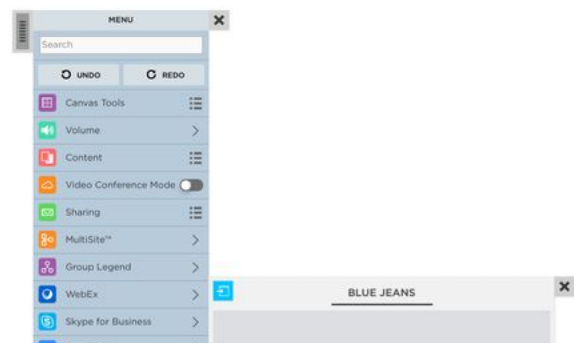 MENU
Search
UNDO
REDO
Canvas Tools
Volume
Content
Video Conference Mode
Sharing
MultiSite™
Group Legend
WebEx
Skype for Business
BLUE JEANS